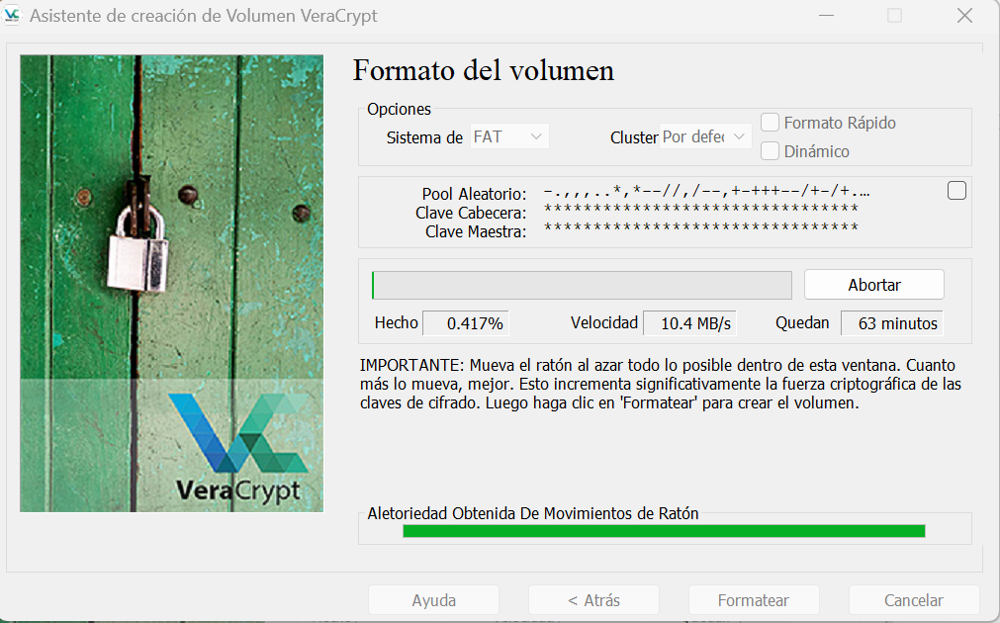 Asistente de creación de Volumen VeraCrypt
Formato del volumen
Opciones
Sistema de FAT Cluster Por defec Formato Rápido
Dinámico
Pool Aleatorio: -.,,,..*,*--//,/--,+-+++--/+-/+.…
Clave Cabecera: ********************************
Clave Maestra: ********************************
Abortar
Hecho 0.417% Velocidad 10.4 MB/s Quedan 63 minutos
IMPORTANTE: Mueva el ratón al azar todo lo posible dentro de esta ventana. Cuanto
más lo mueva, mejor. Esto incrementa significativamente la fuerza criptográfica de las
claves de cifrado. Luego haga clic en 'Formatear' para crear el volumen.
VeraCrypt
Aletoriedad Obtenida De Movimientos de Ratón
Ayuda < Atrás Formatear Cancelar